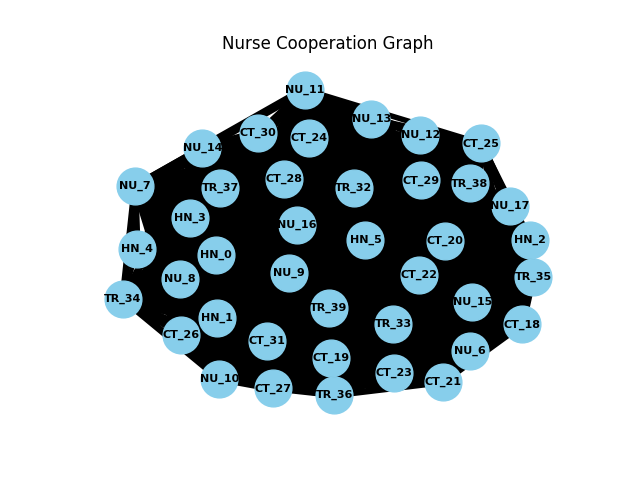 Nurse Cooperation Graph
NU_11
NU_13
CT_30
NU_12
CT_24
CT_25
NU_14
CT_28
CT_29
TR_38
NU_7
TR_37
TR_32
NU_17
HN_3
NU_16
HN_5
CT_20
HN_2
HN_4
HN_0
NU_9
CT_22
TR_35
NU_8
TR_34
NU_15
TR_39
HN_1
TR_33
CT_18
CT_26
CT_31
NU_6
CT_19
CT_23
NU_10
CT_21
CT_27
TR_36